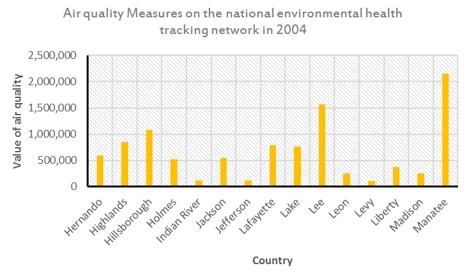 Air quality Measures on the national environmental health
tracking network in 2004
2,500,000
2,000,000
1,500,000
1,000,000
500,000
0
Value of air quality
Hernando
Highlands
Hillsborough
Holmes
Indian River
Jackson
Jefferson
Lafayette
Lake
Lee
Leon
Levy
Liberty
Madison
Manatee
Country